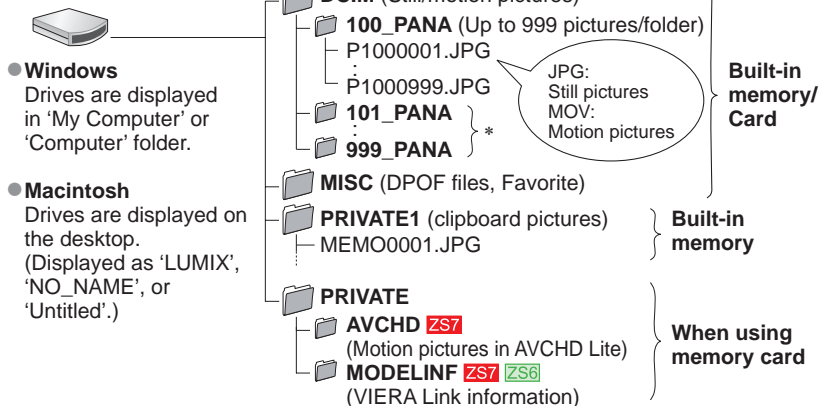 DCIM (Still/motion pictures)
100_PANA (Up to 999 pictures/folder)
P1000001.JPG
:
P1000999.JPG
101_PANA
:
999_PANA
*
JPG:
Still pictures
MOV:
Motion pictures
Built-in
memory/
Card
MISC (DPOF files, Favorite)
PRIVATE1 (clipboard pictures)
MEMO0001.JPG
Built-in
memory
PRIVATE
AVCHD ZS7
(Motion pictures in AVCHD Lite)
MODELINF ZS7 ZS6
(VIERA Link information)
When using
memory card
●Windows
Drives are displayed
in ‘My Computer’ or
‘Computer’ folder.
●Macintosh
Drives are displayed on
the desktop.
(Displayed as ‘LUMIX’,
‘NO_NAME’, or
‘Untitled’.)